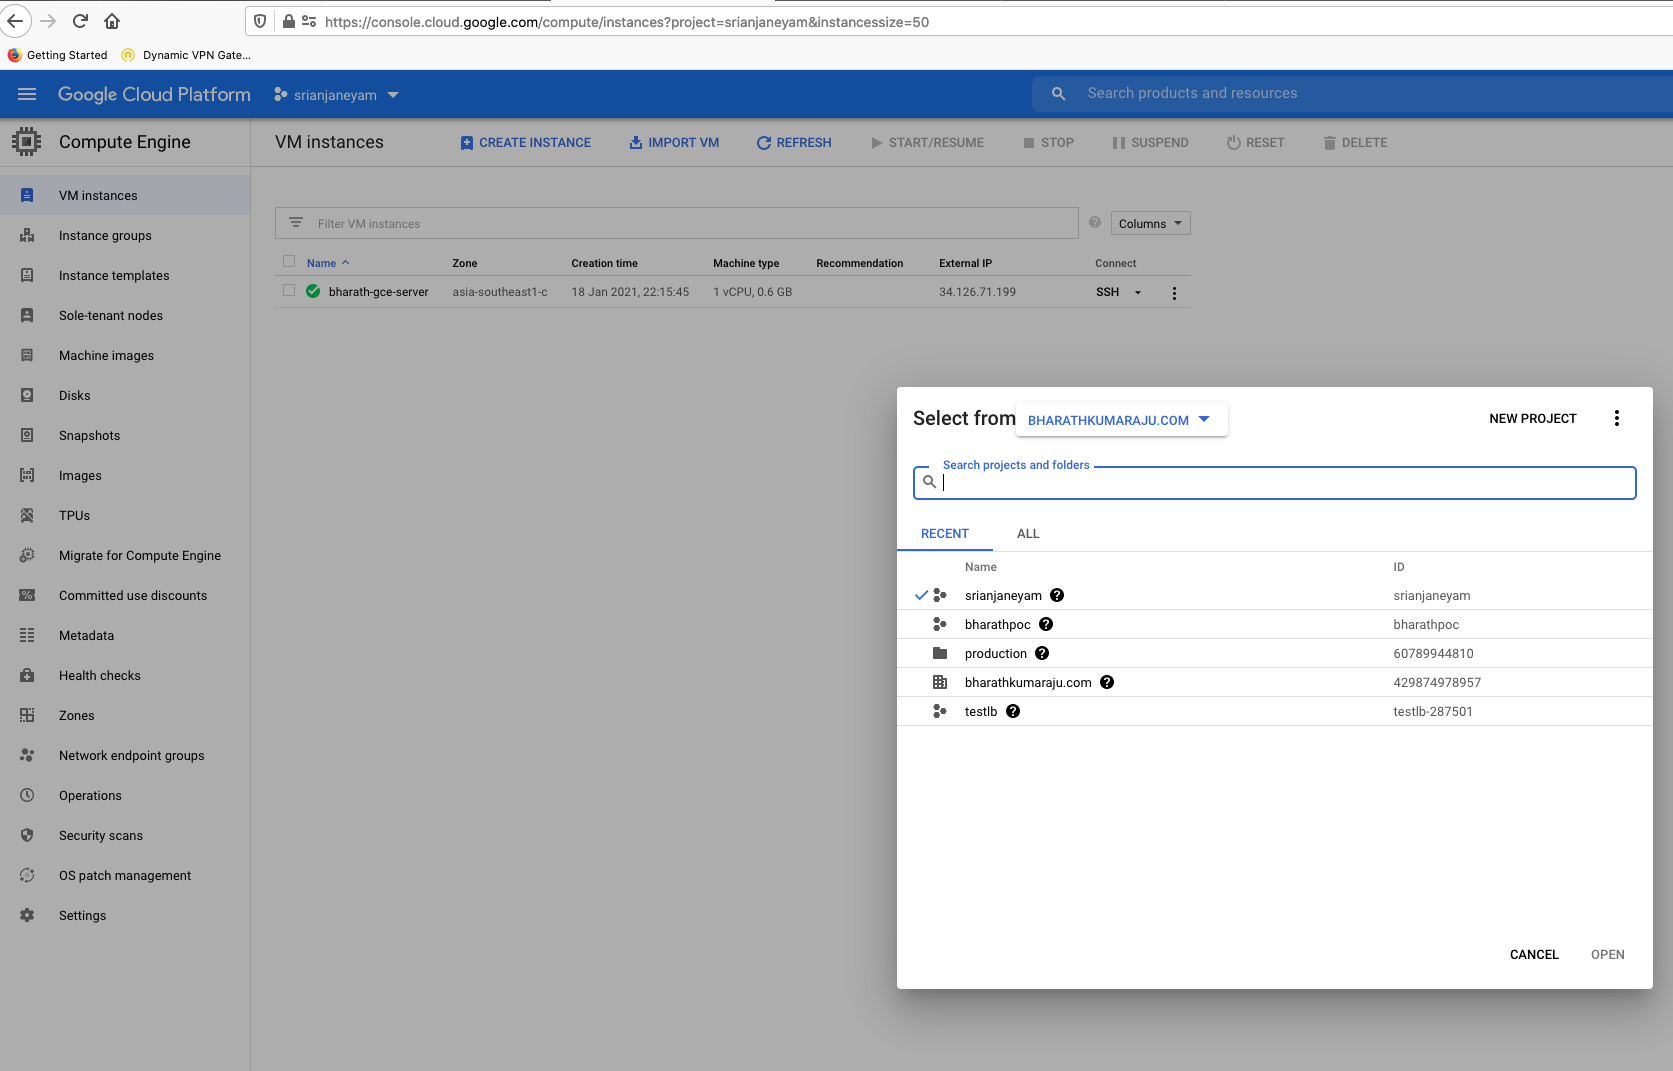 https://console.cloud.google.com/compute/instances?project=srianjaneyam&instancessize=50
Getting Started Dynamic VPN Gate...
Google Cloud Platform srianjaneyam Search products and resources
Compute Engine
VM instances
Instance groups
Instance templates
Sole-tenant nodes
Machine images
Disks
Snapshots
Images
TPUs
Migrate for Compute Engine
Committed use discounts
Metadata
Health checks
Zones
Network endpoint groups
Operations
Security scans
OS patch management
Settings
VM instances CREATE INSTANCE IMPORT VM REFRESH START/RESUME STOP SUSPEND RESET DELETE
Filter VM instances ? Columns
Name Zone Creation time Machine type Recommendation External IP Connect
bharath-gce-server asia-southeast1-c 18 Jan 2021, 22:15:45 1 vCPU, 0.6 GB 34.126.71.199 SSH
Select from BHARATHKUMARAJU.COM NEW PROJECT
Search projects and folders
RECENT ALL
Name ID
srianjaneyam ? srianjaneyam
bharathpoc ? bharathpoc
production ? 60789944810
bharathkumaraju.com ? 429874978957
testlb ? testlb-287501
CANCEL OPEN